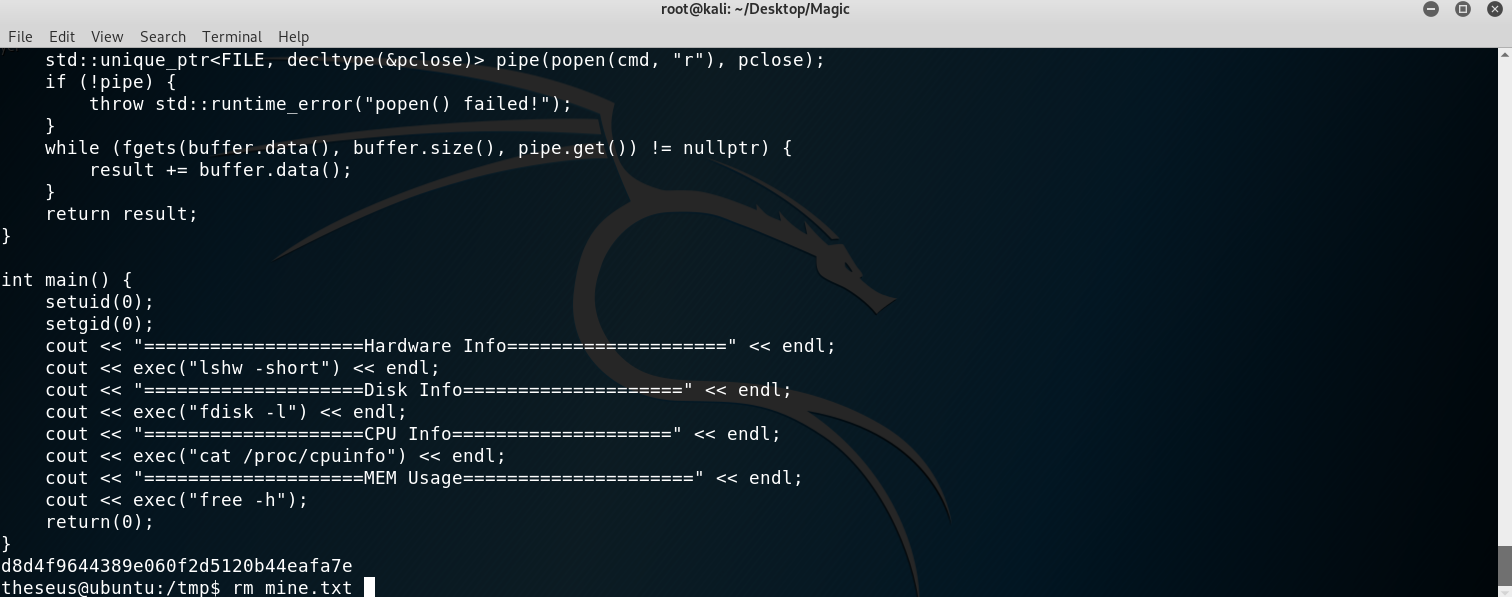 root@kali: ~/Desktop/Magic
File Edit View Search Terminal Help
    std::unique_ptr<FILE, decltype(&pclose)> pipe(popen(cmd, "r"), pclose);
    if (!pipe) {
        throw std::runtime_error("popen() failed!");
    }
    while (fgets(buffer.data(), buffer.size(), pipe.get()) != nullptr) {
        result += buffer.data();
    }
    return result;
}

int main() {
    setuid(0);
    setgid(0);
    cout << "====================Hardware Info====================" << endl;
    cout << exec("lshw -short") << endl;
    cout << "====================Disk Info====================" << endl;
    cout << exec("fdisk -l") << endl;
    cout << "====================CPU Info====================" << endl;
    cout << exec("cat /proc/cpuinfo") << endl;
    cout << "====================MEM Usage=====================" << endl;
    cout << exec("free -h");
    return(0);
}
d8d4f9644389e060f2d5120b44eafa7e
theseus@ubuntu:/tmp$ rm mine.txt